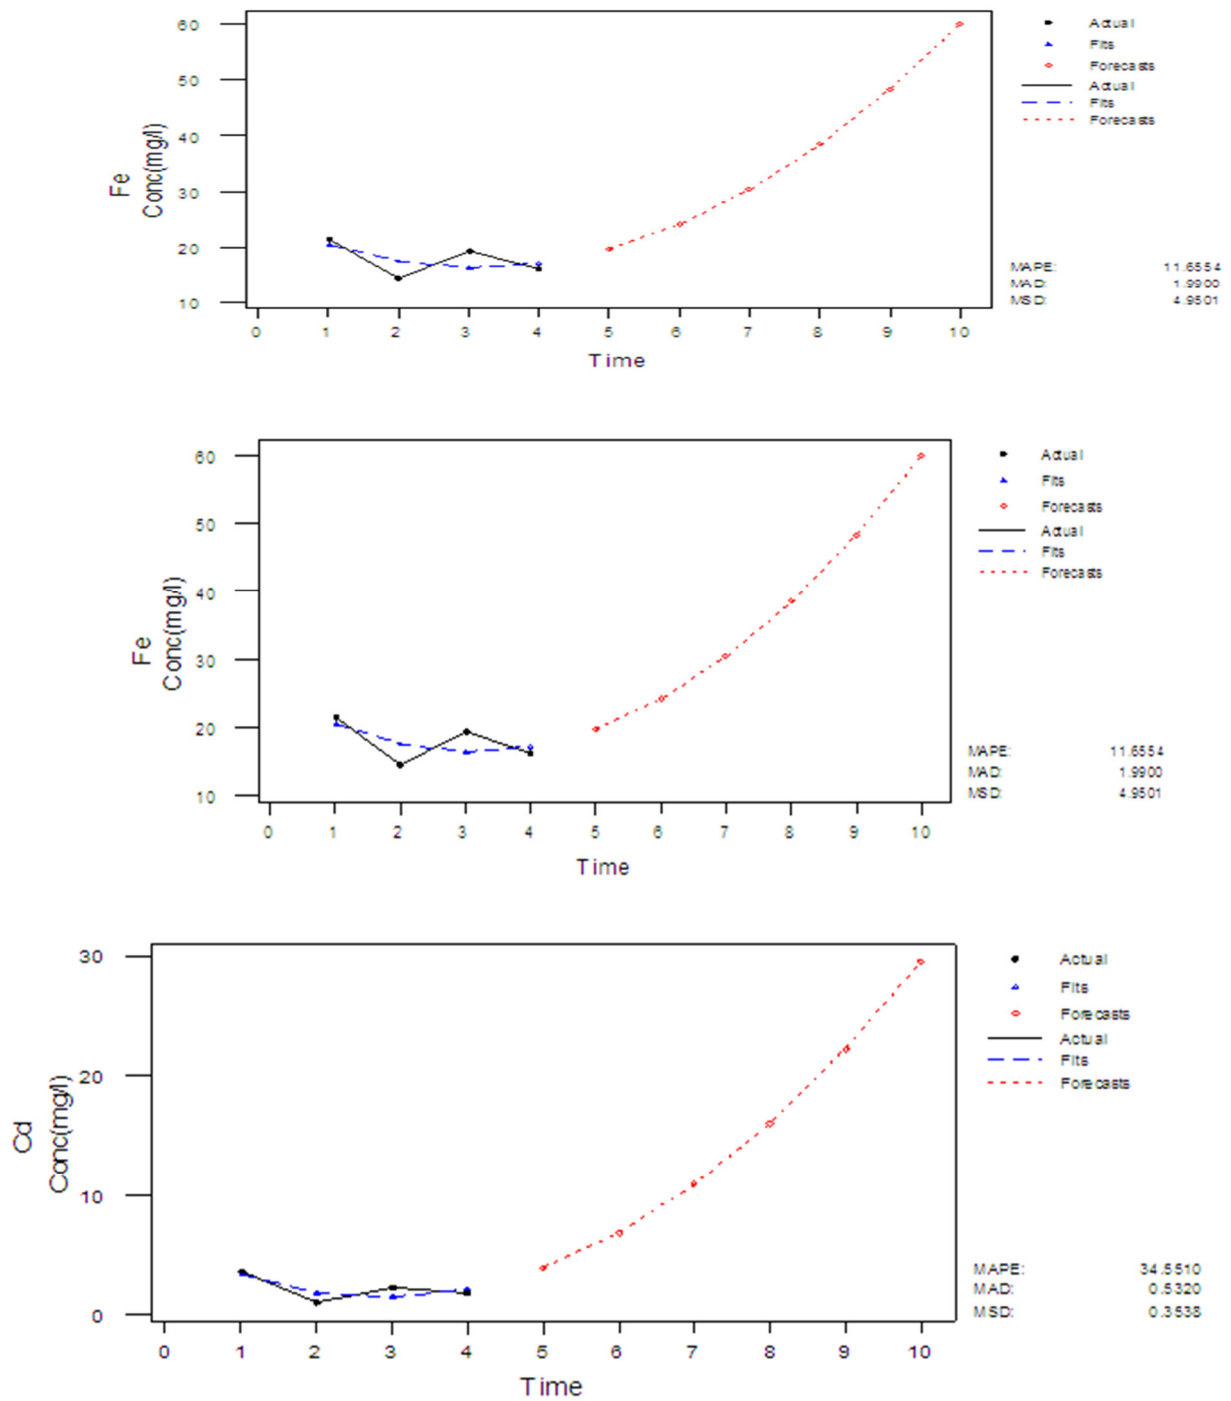 60
50
40
30
20
10
Fe
Conc(mg/l)
0 1 2 3 4 5 6 7 8 9 10
Time
Actual
Fits
Forecasts
Actual
Fits
Forecasts
MAPE: 11.6554
MAD: 1.9900
MSD: 4.9501
60
50
40
30
20
10
Fe
Conc(mg/l)
0 1 2 3 4 5 6 7 8 9 10
Time
Actual
Fits
Forecasts
Actual
Fits
Forecasts
MAPE: 11.6554
MAD: 1.9900
MSD: 4.9501
30
20
10
0
Cd
Conc(mg/l)
0 1 2 3 4 5 6 7 8 9 10
Time
Actual
Fits
Forecasts
Actual
Fits
Forecasts
MAPE: 34.5510
MAD: 0.5320
MSD: 0.3538